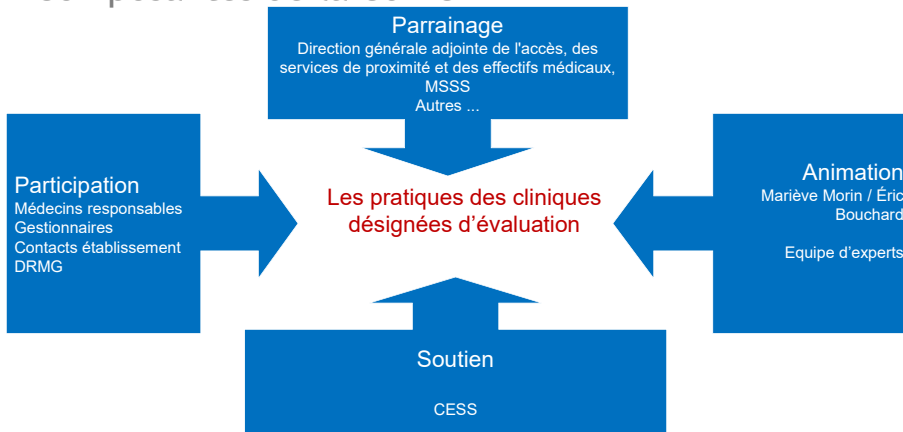 Parrainage
Direction générale adjointe de l'accès, des
services de proximité et des effectifs médicaux,
MSSS
Autres ...
Participation
Médecins responsables
Gestionnaires
Contacts établissement
DRMG
Les pratiques des cliniques
désignées d’évaluation
Animation
Mariève Morin / Éric
Bouchard
Equipe d’experts
Soutien
CESS